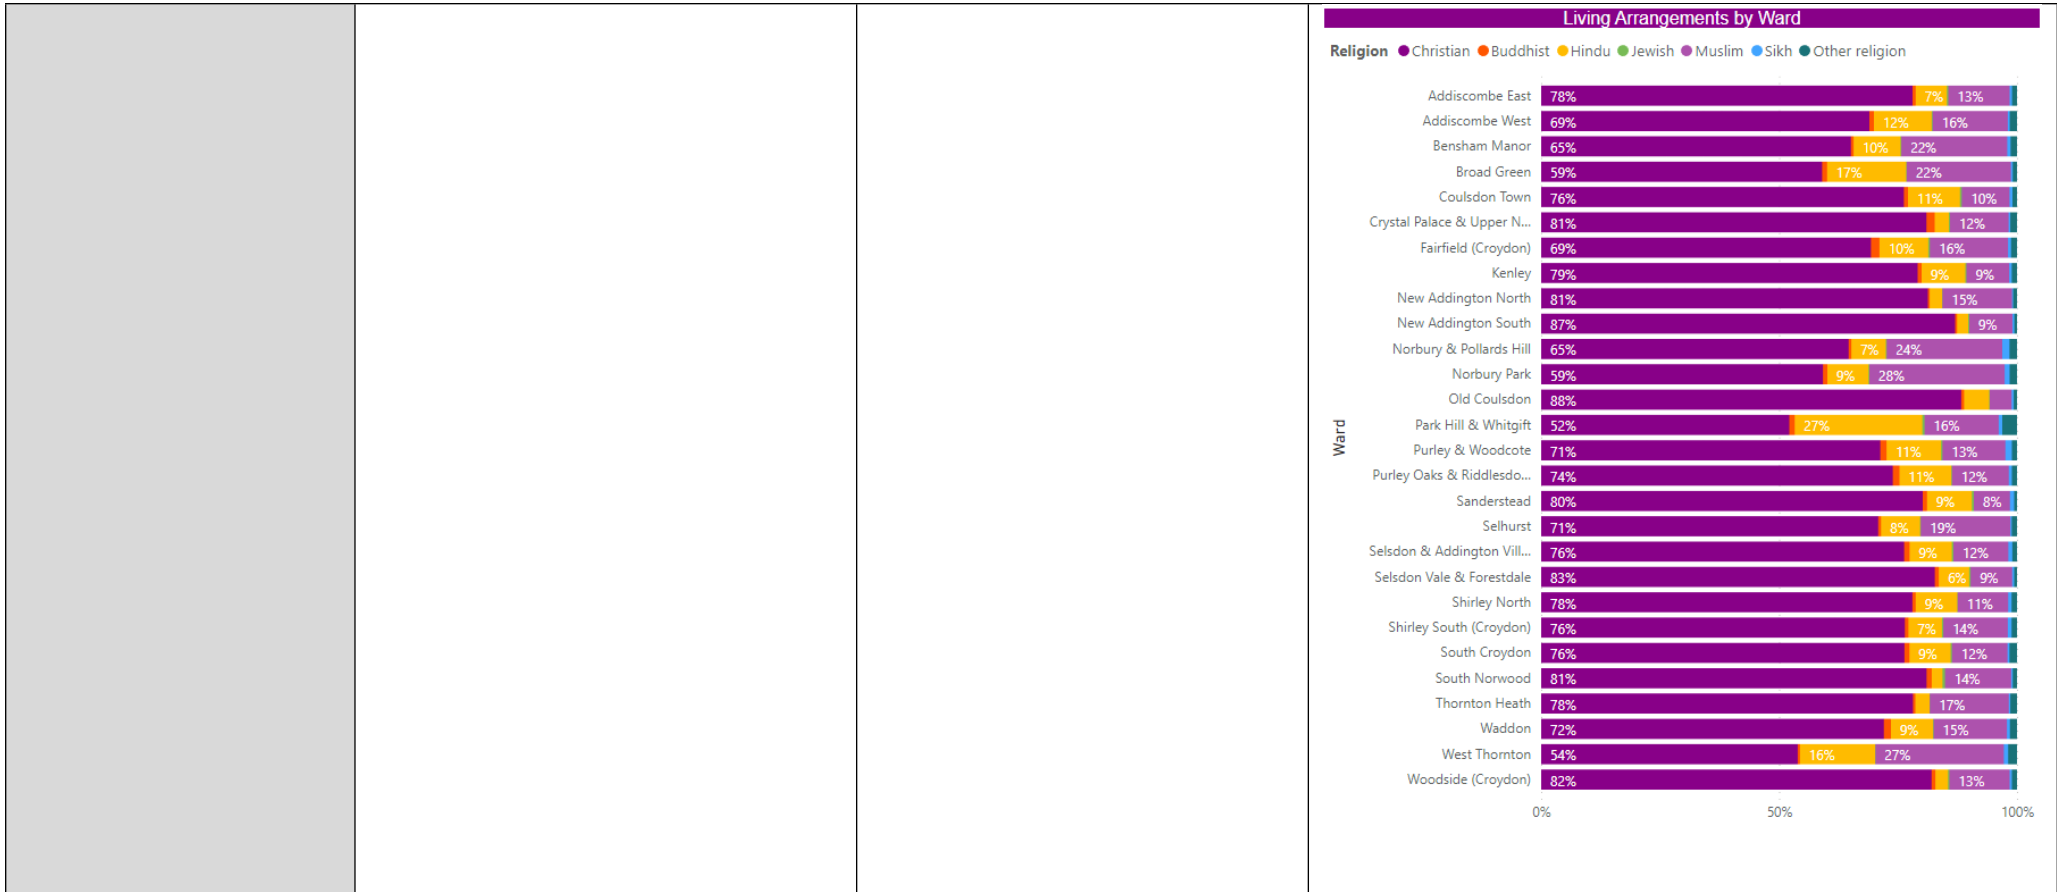 Living Arrangements by Ward
Religion Christian Buddhist Hindu Jewish Muslim Sikh Other religion
Addiscombe East 78% 7% 13%
Addiscombe West 69% 12% 16%
Bensham Manor 65% 10% 22%
Broad Green 59% 17% 22%
Coulsdon Town 76% 11% 10%
Crystal Palace & Upper N... 81% 12%
Fairfield (Croydon) 69% 10% 16%
Kenley 79% 9% 9%
New Addington North 81% 15%
New Addington South 87% 9%
Norbury & Pollards Hill 65% 7% 24%
Norbury Park 59% 9% 28%
Old Coulsdon 88%
Park Hill & Whitgift 52% 27% 16%
Purley & Woodcote 71% 11% 13%
Purley Oaks & Riddlesdo... 74% 11% 12%
Sanderstead 80% 9% 8%
Selhurst 71% 8% 19%
Selsdon & Addington Vill... 76% 9% 12%
Selsdon Vale & Forestdale 83% 6% 9%
Shirley North 78% 9% 11%
Shirley South (Croydon) 76% 7% 14%
South Croydon 76% 9% 12%
South Norwood 81% 14%
Thornton Heath 78% 17%
Waddon 72% 9% 15%
West Thornton 54% 16% 27%
Woodside (Croydon) 82% 13%
Ward
0% 50% 100%